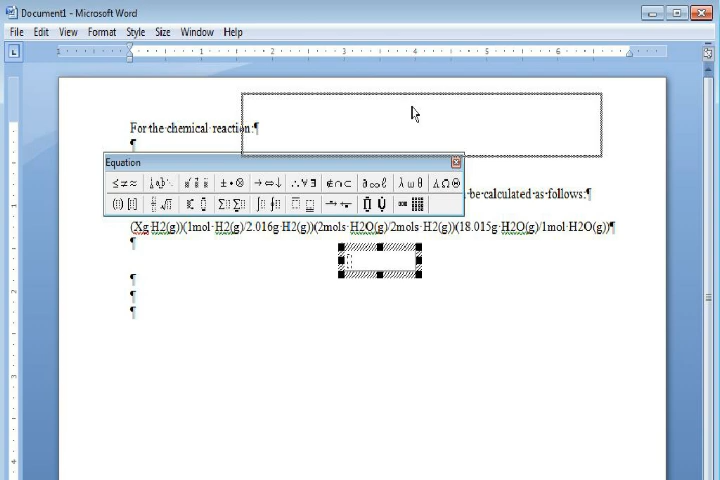 Document1 - Microsoft Word
File Edit View Format Style Size Window Help
For the chemical reaction:¶
¶
Equation
be calculated as follows:¶
(Xg H2(g))(1mol H2(g)/2.016g H2(g))(2mols H2O(g)/2mols H2(g))(18.015g H2O(g)/1mol H2O(g))¶
¶
¶
¶
¶